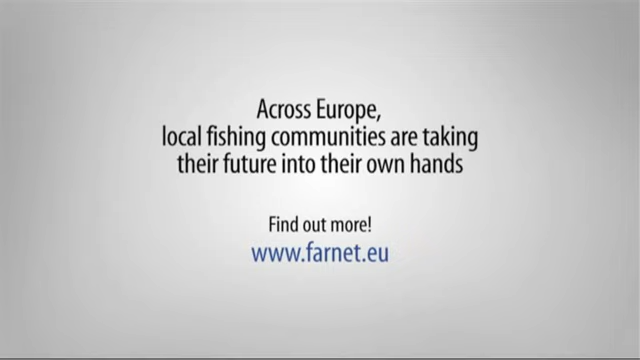 Across Europe,
local fishing communities are taking
their future into their own hands
Find out more!
www.farnet.eu